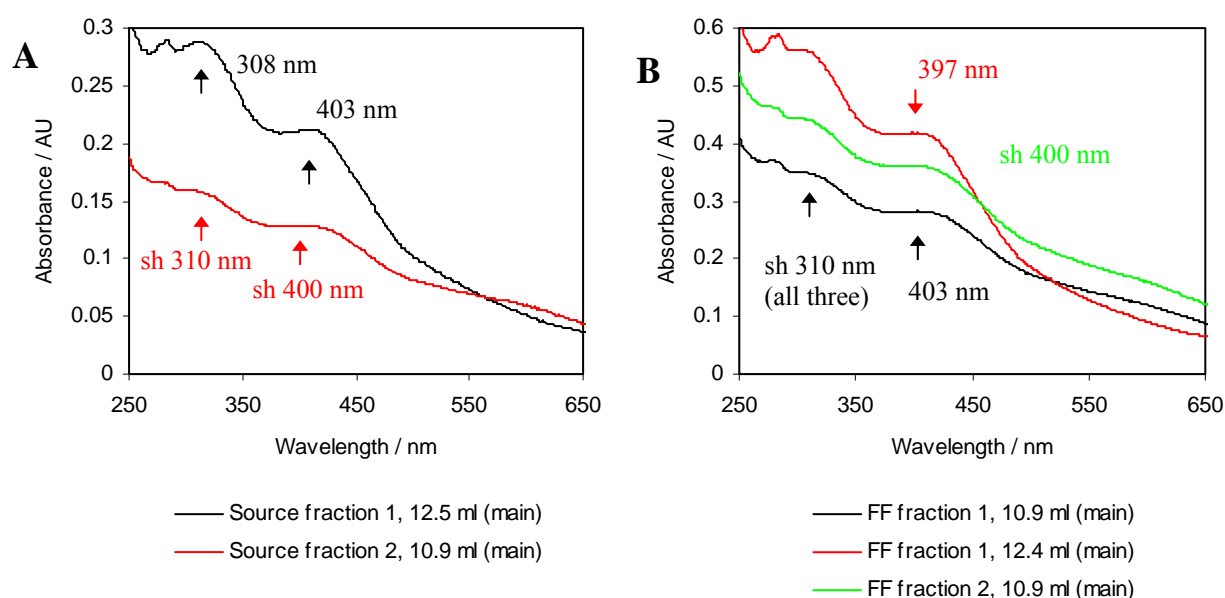 A
Absorbance / AU
0.3
0.25
0.2
0.15
0.1
0.05
0
308 nm
403 nm
sh 310 nm
sh 400 nm
250 350 450 550 650
Wavelength / nm
Source fraction 1, 12.5 ml (main)
Source fraction 2, 10.9 ml (main)
B
Absorbance / AU
0.6
0.5
0.4
0.3
0.2
0.1
0
397 nm
sh 400 nm
sh 310 nm
(all three)
403 nm
250 350 450 550 650
Wavelength / nm
FF fraction 1, 10.9 ml (main)
FF fraction 1, 12.4 ml (main)
FF fraction 2, 10.9 ml (main)